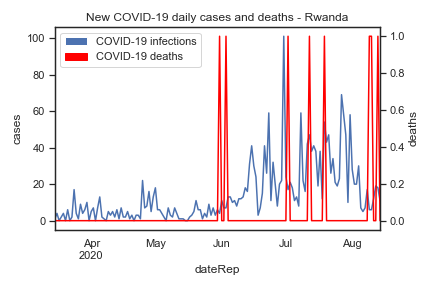 New COVID-19 daily cases and deaths - Rwanda
COVID-19 infections
COVID-19 deaths
100
80
60
40
20
0
cases
1.0
0.8
0.6
0.4
0.2
0.0
deaths
Apr
2020
May
Jun
Jul
Aug
dateRep